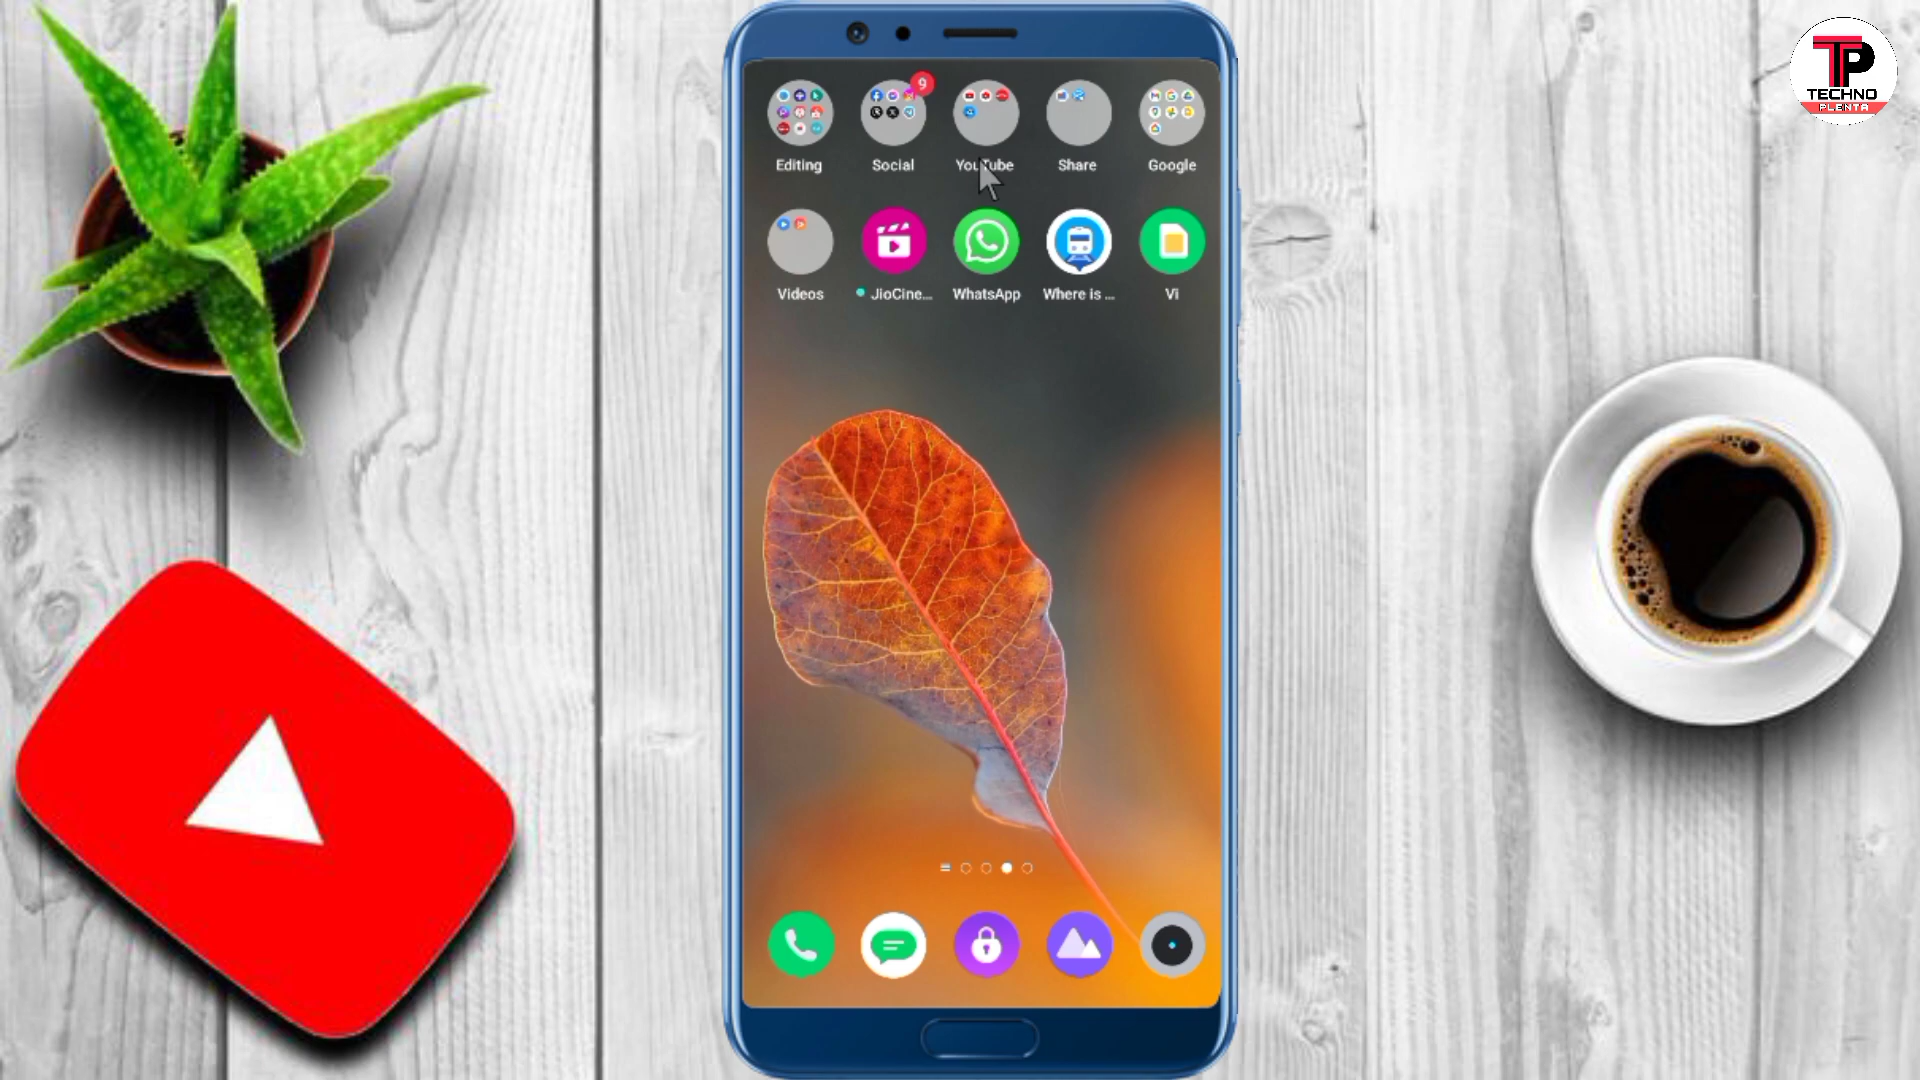 TP
TECHNO
PLENTA
9
Editing
Social
YouTube
Share
Google
Videos
JioCine...
WhatsApp
Where is ...
Vi